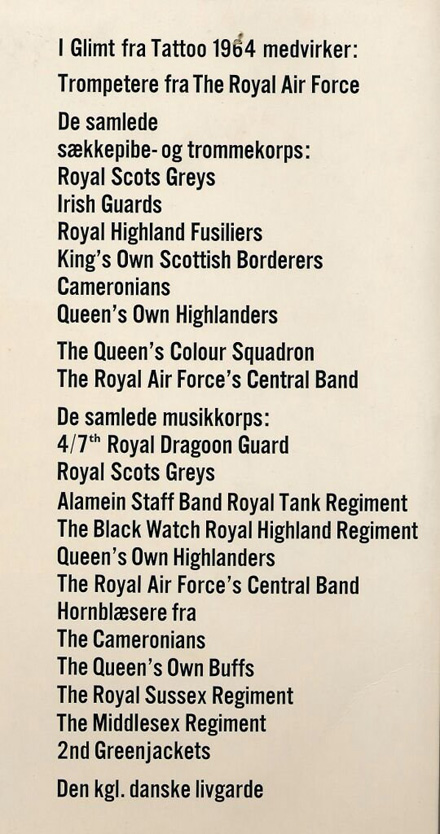 I Glimt fra Tattoo 1964 medvirker:
Trompetere fra The Royal Air Force
De samlede
sækkepibe- og trommekorps:
Royal Scots Greys
Irish Guards
Royal Highland Fusiliers
King's Own Scottish Borderers
Cameronians
Queen's Own Highlanders
The Queen's Colour Squadron
The Royal Air Force's Central Band
De samlede musikkorps:
4/7th Royal Dragoon Guard
Royal Scots Greys
Alamein Staff Band Royal Tank Regiment
The Black Watch Royal Highland Regiment
Queen's Own Highlanders
The Royal Air Force's Central Band
Hornblæsere fra
The Cameronians
The Queen's Own Buffs
The Royal Sussex Regiment
The Middlesex Regiment
2nd Greenjackets
Den kgl. danske livgarde